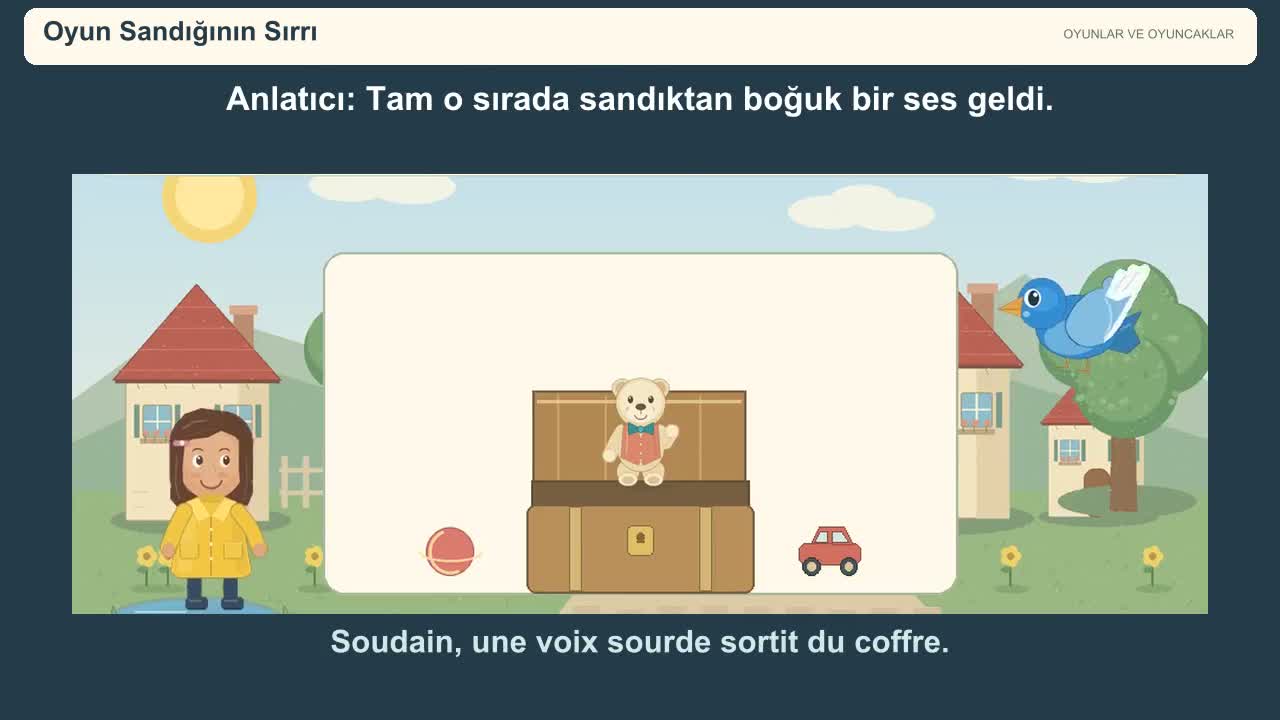 Oyun Sandığının Sırrı
OYUNLAR VE OYUNCAKLAR
Anlatıcı: Tam o sırada sandıktan boğuk bir ses geldi.
Soudain, une voix sourde sortit du coffre.